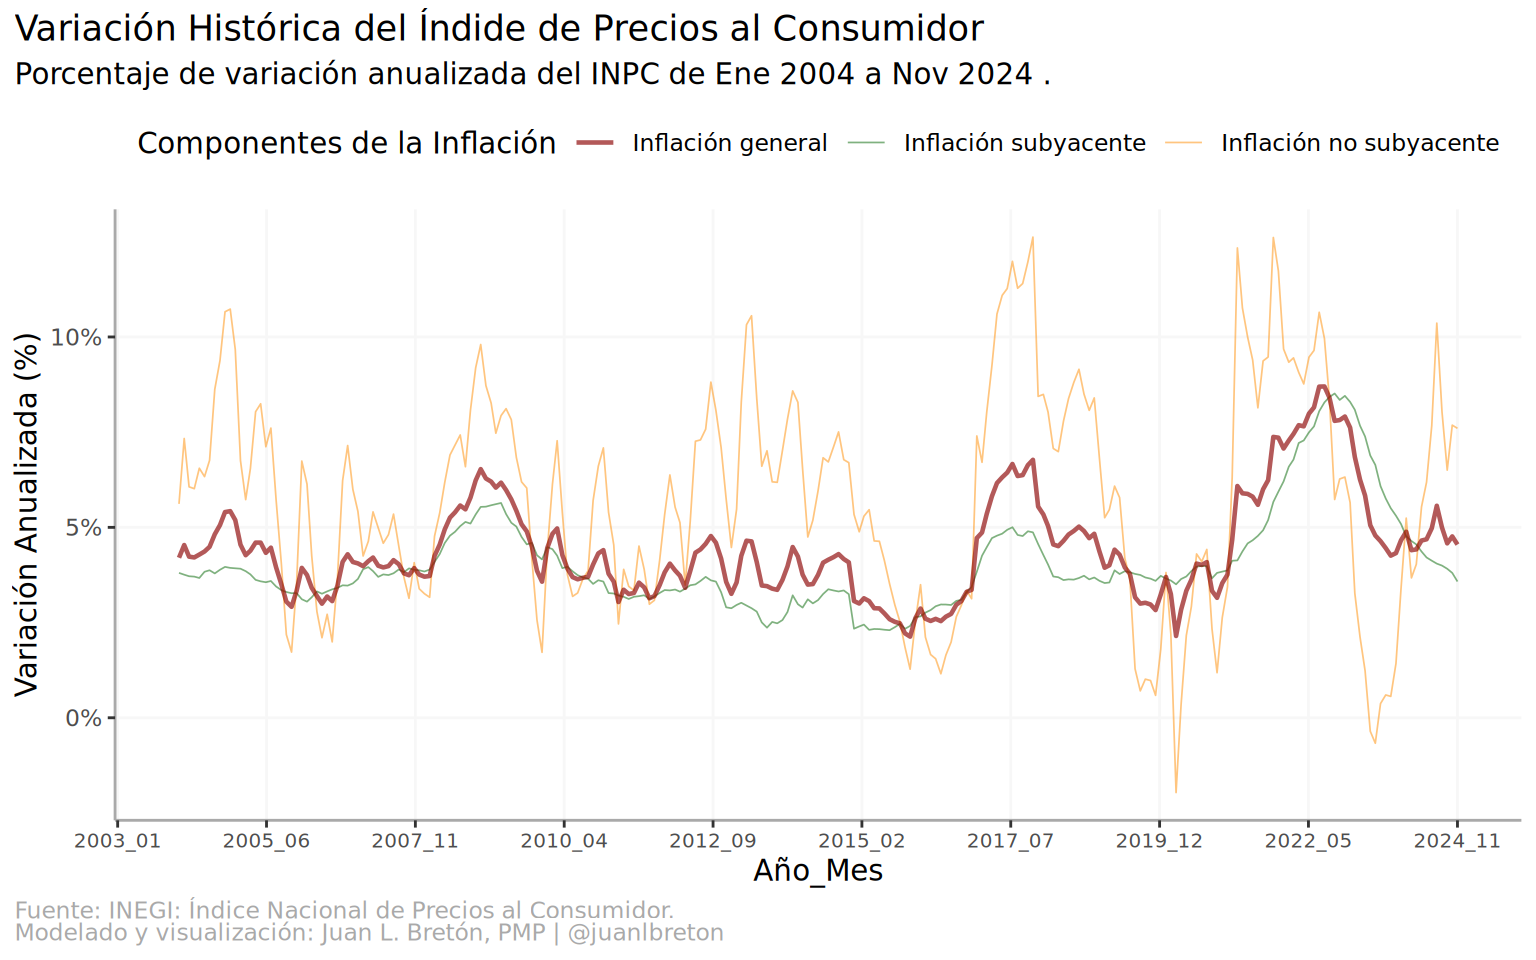 Variación Histórica del Índide de Precios al Consumidor
Porcentaje de variación anualizada del INPC de Ene 2004 a Nov 2024 .
Componentes de la Inflación Inflación general Inflación subyacente Inflación no subyacente
Variación Anualizada (%)
10%
5%
0%
2003_01 2005_06 2007_11 2010_04 2012_09 2015_02 2017_07 2019_12 2022_05 2024_11
Año_Mes
Fuente: INEGI: Índice Nacional de Precios al Consumidor.
Modelado y visualización: Juan L. Bretón, PMP | @juanlbreton